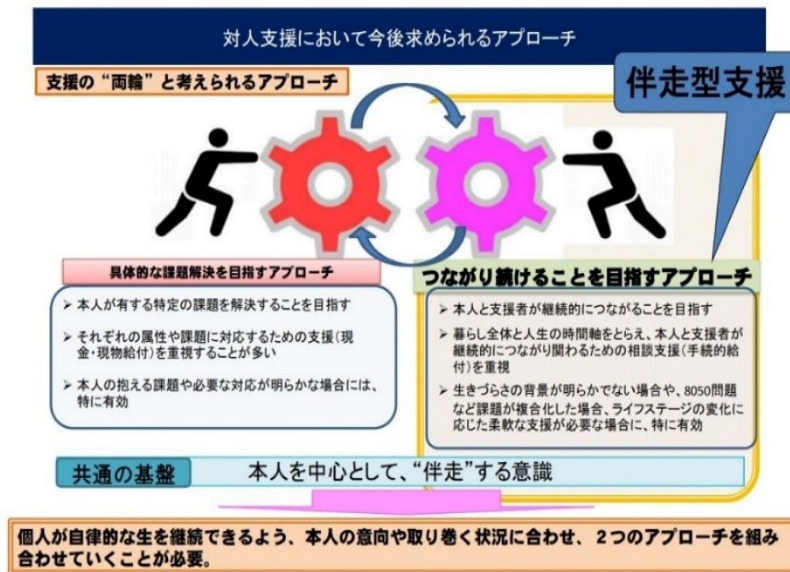 対人支援において今後求められるアプローチ
支援の“両輪”と考えられるアプローチ
伴走型支援
具体的な課題解決を目指すアプローチ
➢ 本人が有する特定の課題を解決することを目指す
➢ それぞれの属性や課題に対応するための支援(現
金・現物給付)を重視することが多い
➢ 本人の抱える課題や必要な対応が明らかな場合には、
特に有効
つながり続けることを目指すアプローチ
➢ 本人と支援者が継続的につながることを目指す
➢ 暮らし全体と人生の時間軸をとらえ、本人と支援者が
継続的につながり関わるための相談支援(手続的給
付)を重視
➢ 生きづらさの背景が明らかでない場合や、8050問題
など課題が複合化した場合、ライフステージの変化に
応じた柔軟な支援が必要な場合に、特に有効
共通の基盤
本人を中心として、“伴走”する意識
個人が自律的な生を継続できるよう、本人の意向や取り巻く状況に合わせ、2つのアプローチを組み
合わせていくことが必要。